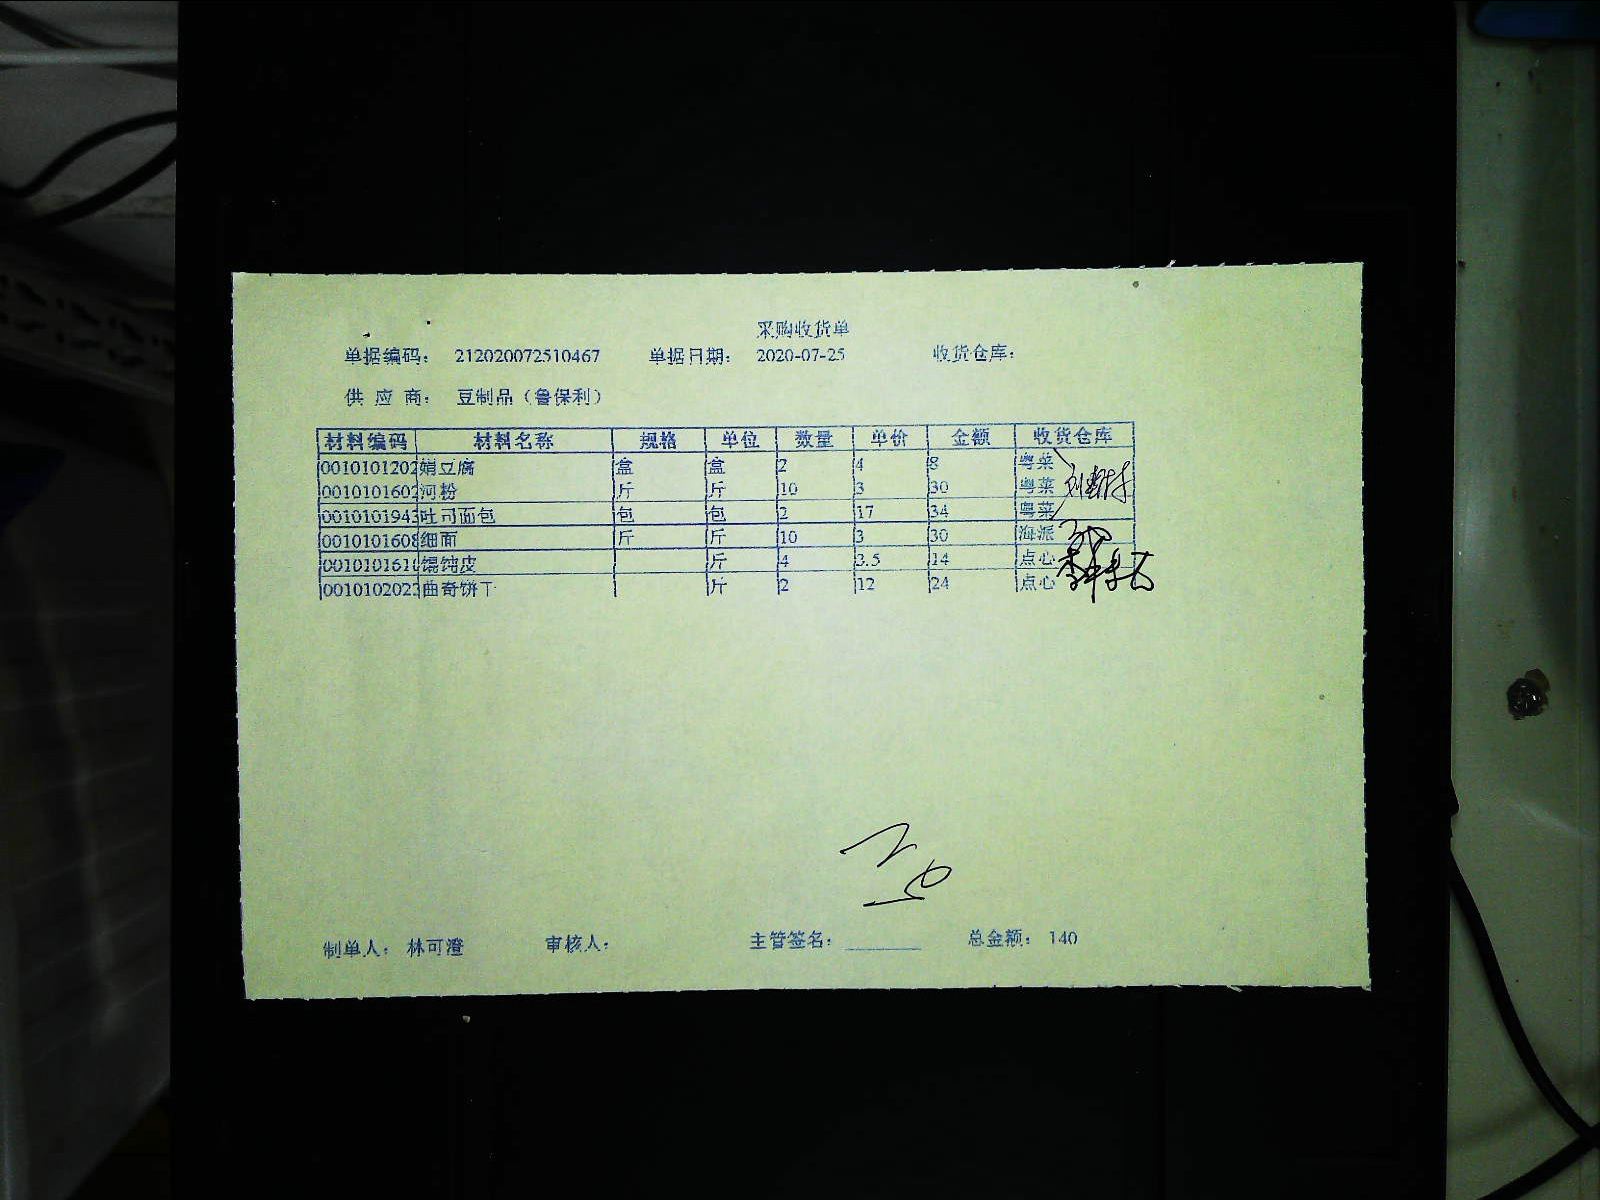 采购收货单
单据编码： 212020072510467 单据日期： 2020-07-25 收货仓库：
供 应 商： 豆制品（鲁保利）
材料编码 材料名称 规格 单位 数量 单价 金额 收货仓库
0010101202 娟豆腐 盒 盒 2 4 8 粤菜
0010101602 河粉 斤 斤 10 3 30 粤菜
0010101943 吐司面包 包 包 2 17 34 粤菜
0010101608 细面 斤 斤 10 3 30 海派
0010101610 馄饨皮 斤 4 3.5 14 点心
0010102023 曲奇饼干 斤 2 12 24 点心
制单人： 林可澄 审核人： 主管签名： 总金额： 140